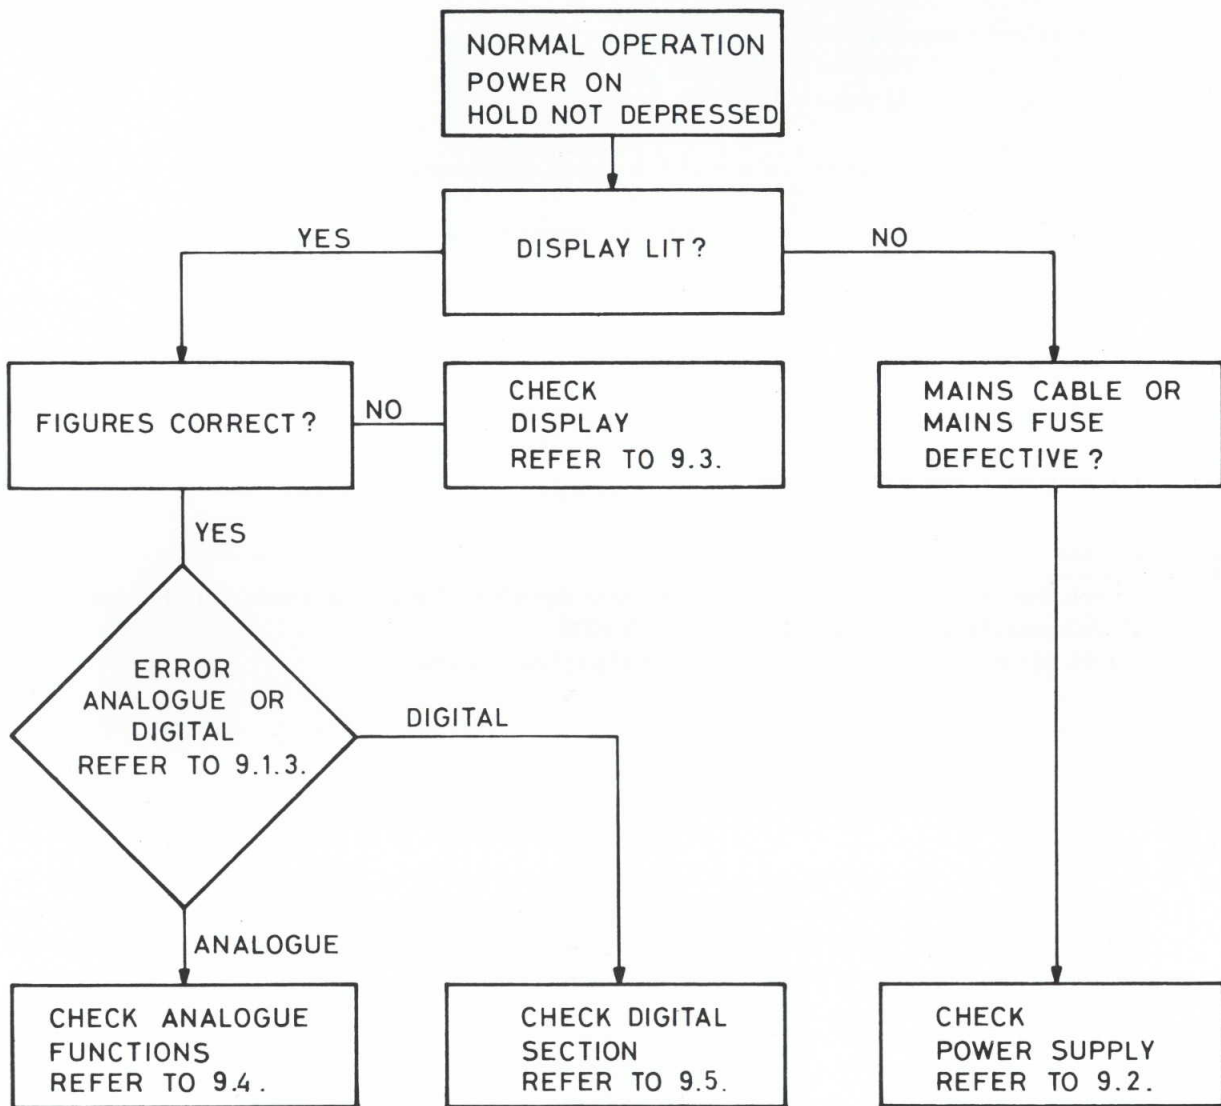 NORMAL OPERATION
POWER ON
HOLD NOT DEPRESSED
YES
DISPLAY LIT?
NO
FIGURES CORRECT?
NO
CHECK
DISPLAY
REFER TO 9.3.
MAINS CABLE OR
MAINS FUSE
DEFECTIVE?
YES
ERROR
ANALOGUE OR
DIGITAL
REFER TO 9.1.3.
DIGITAL
ANALOGUE
CHECK ANALOGUE
FUNCTIONS
REFER TO 9.4.
CHECK DIGITAL
SECTION
REFER TO 9.5.
CHECK
POWER SUPPLY
REFER TO 9.2.